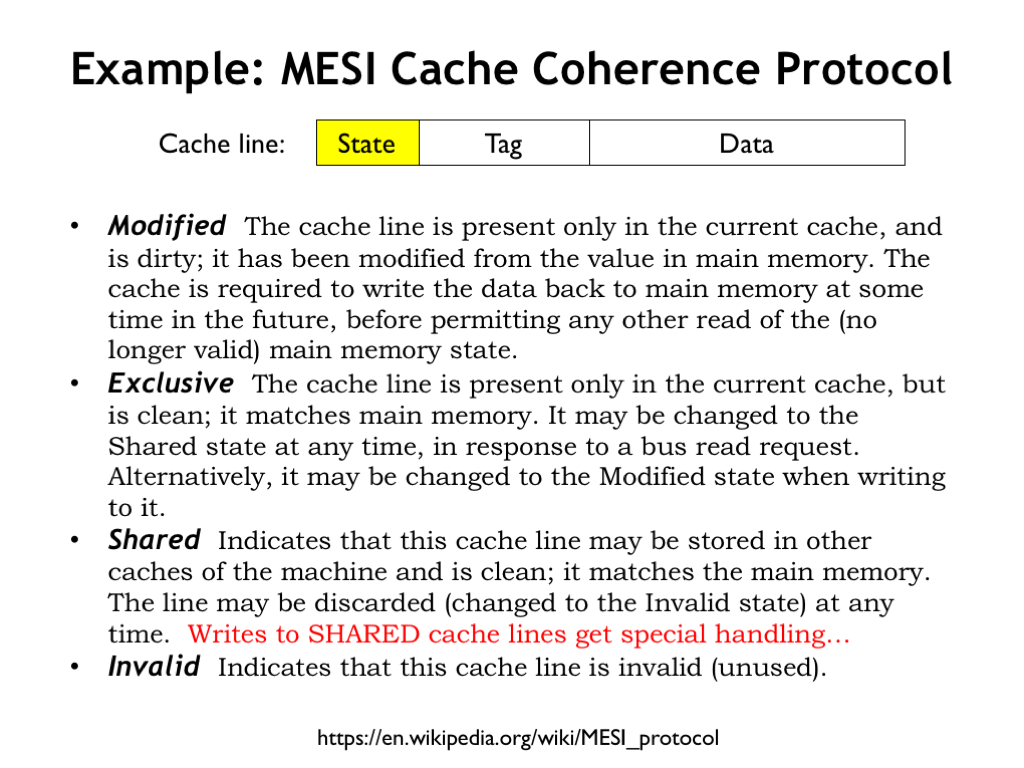 Example: MESI Cache Coherence Protocol
Cache line: State Tag Data
• Modified The cache line is present only in the current cache, and
is dirty; it has been modified from the value in main memory. The
cache is required to write the data back to main memory at some
time in the future, before permitting any other read of the (no
longer valid) main memory state.
• Exclusive The cache line is present only in the current cache, but
is clean; it matches main memory. It may be changed to the
Shared state at any time, in response to a bus read request.
Alternatively, it may be changed to the Modified state when writing
to it.
• Shared Indicates that this cache line may be stored in other
caches of the machine and is clean; it matches the main memory.
The line may be discarded (changed to the Invalid state) at any
time. Writes to SHARED cache lines get special handling…
• Invalid Indicates that this cache line is invalid (unused).
https://en.wikipedia.org/wiki/MESI_protocol